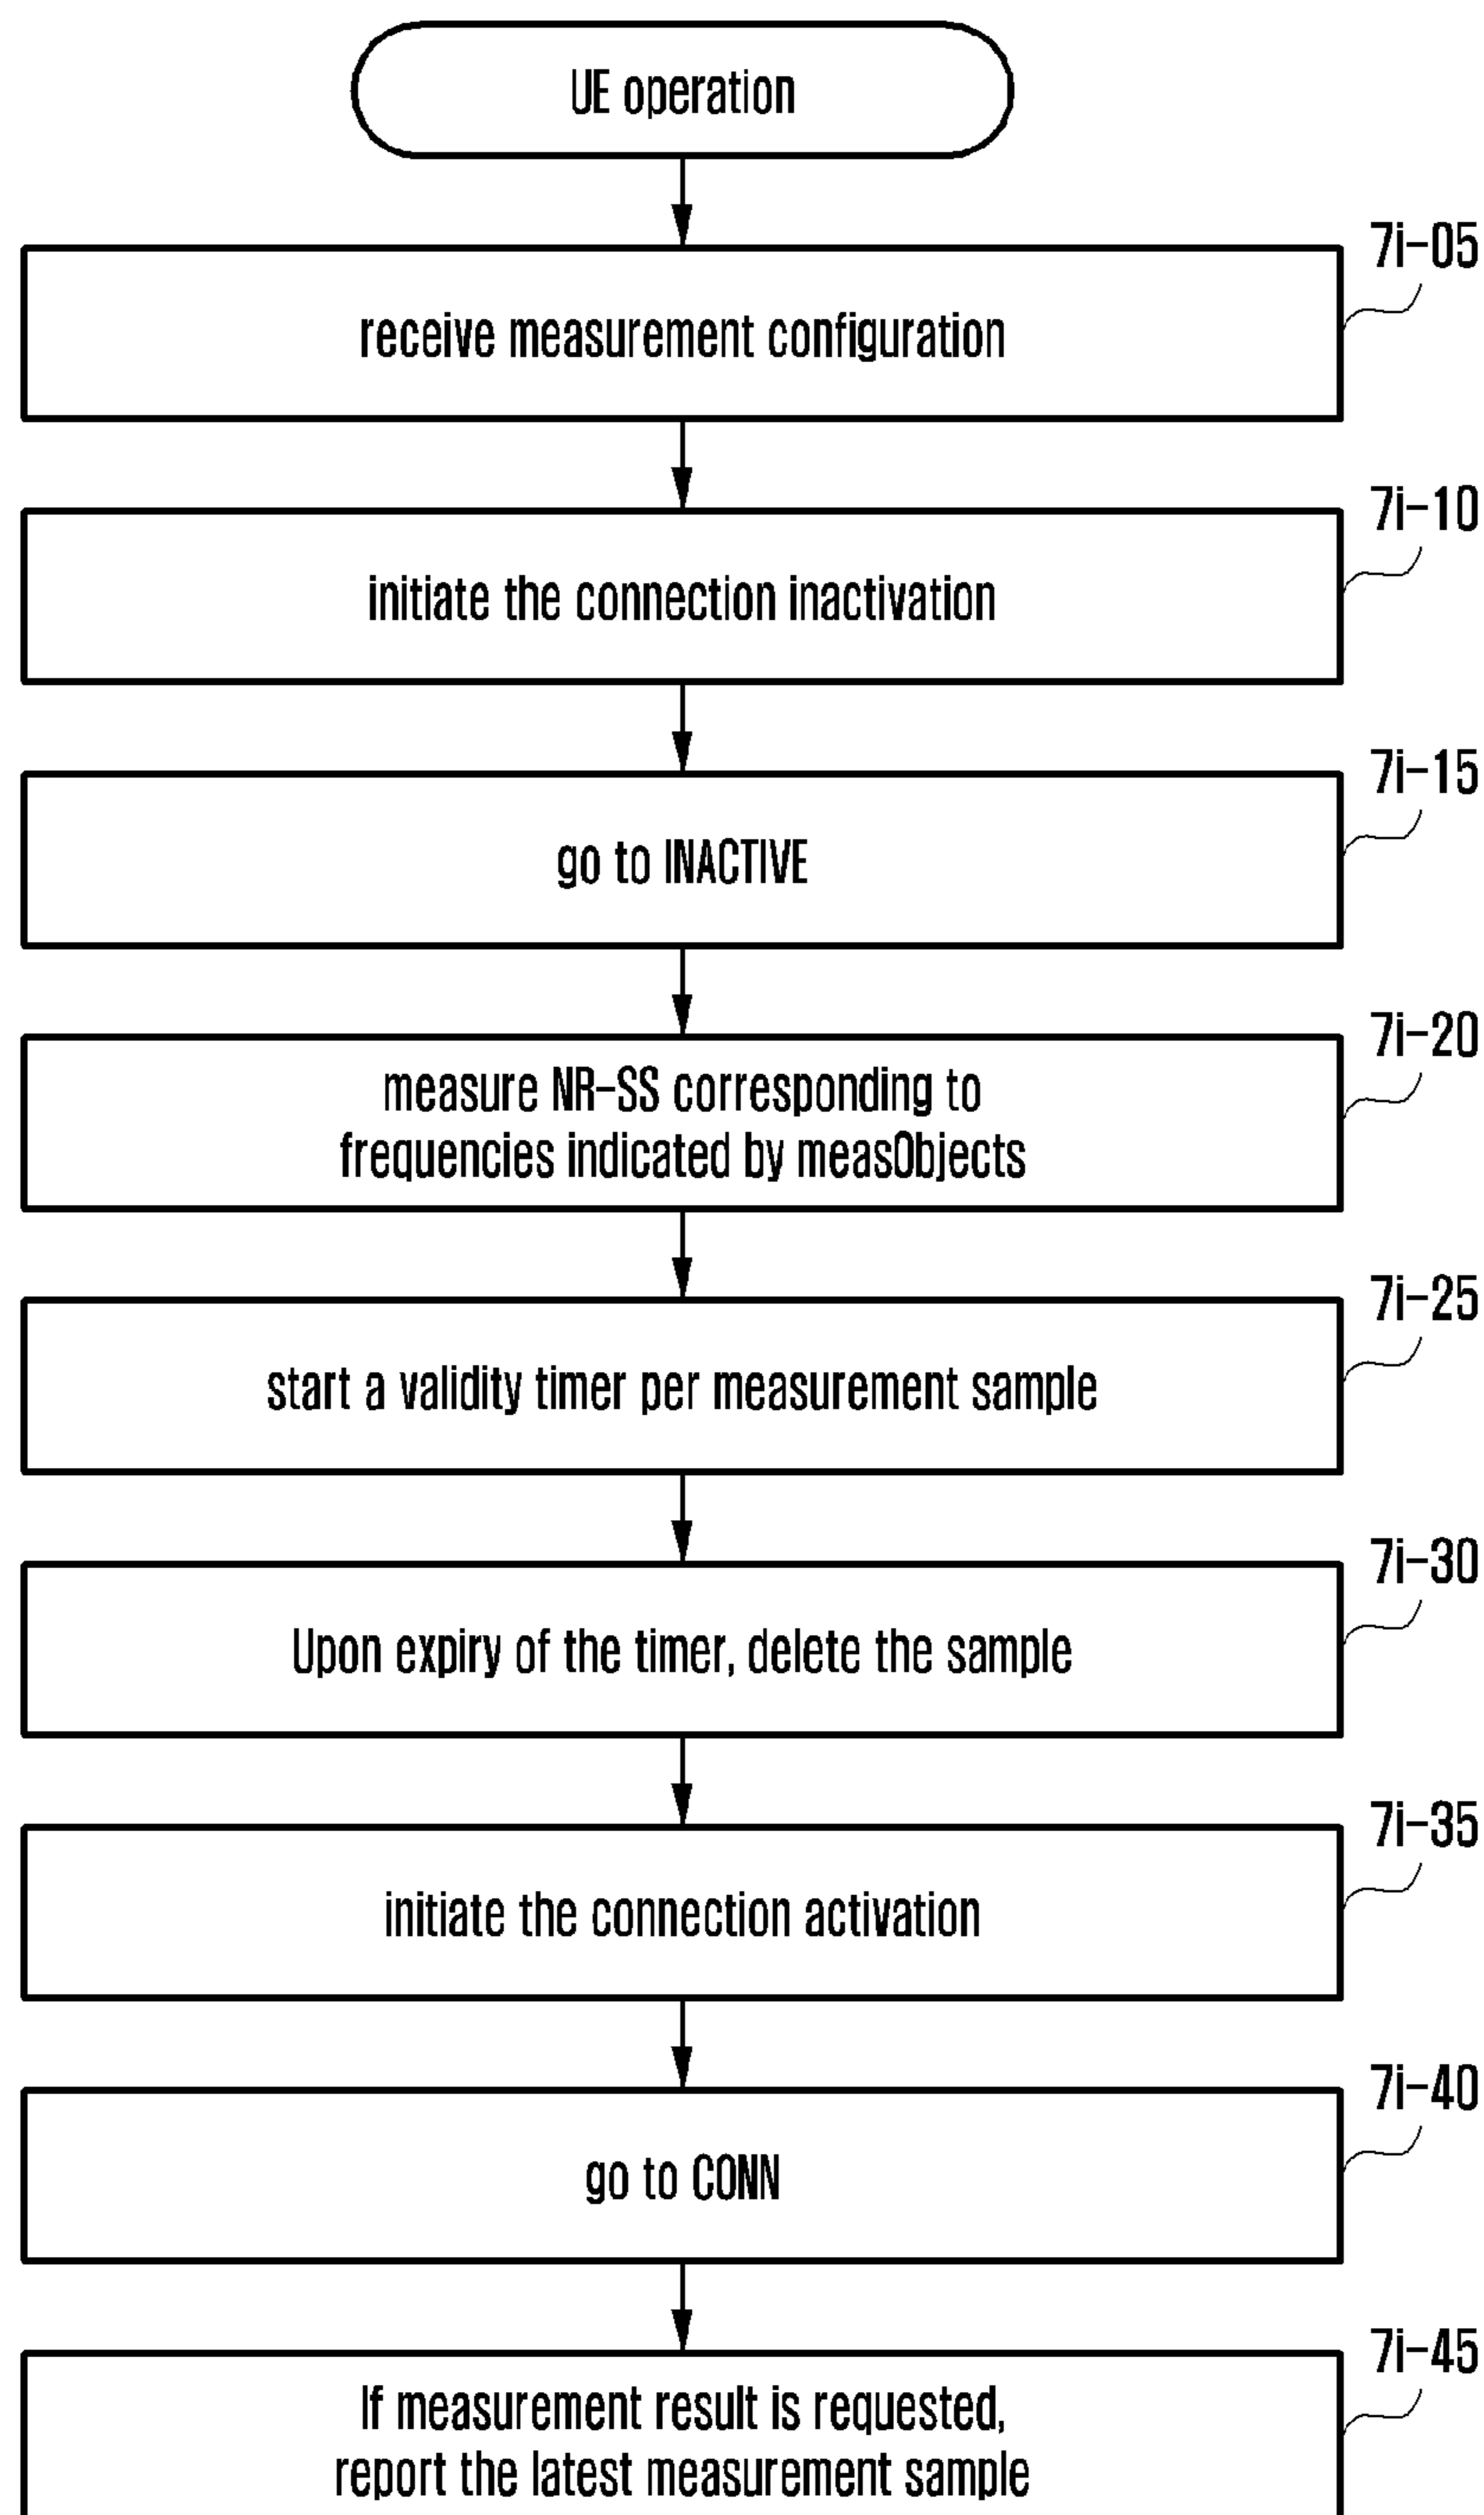 UE operation
7i-05
receive measurement configuration
7i-10
initiate the connection inactivation
7i-15
go to INACTIVE
7i-20
measure NR-SS corresponding to
frequencies indicated by measObjects
7i-25
start a validity timer per measurement sample
7i-30
Upon expiry of the timer, delete the sample
7i-35
initiate the connection activation
7i-40
go to CONN
7i-45
If measurement result is requested,
report the latest measurement sample